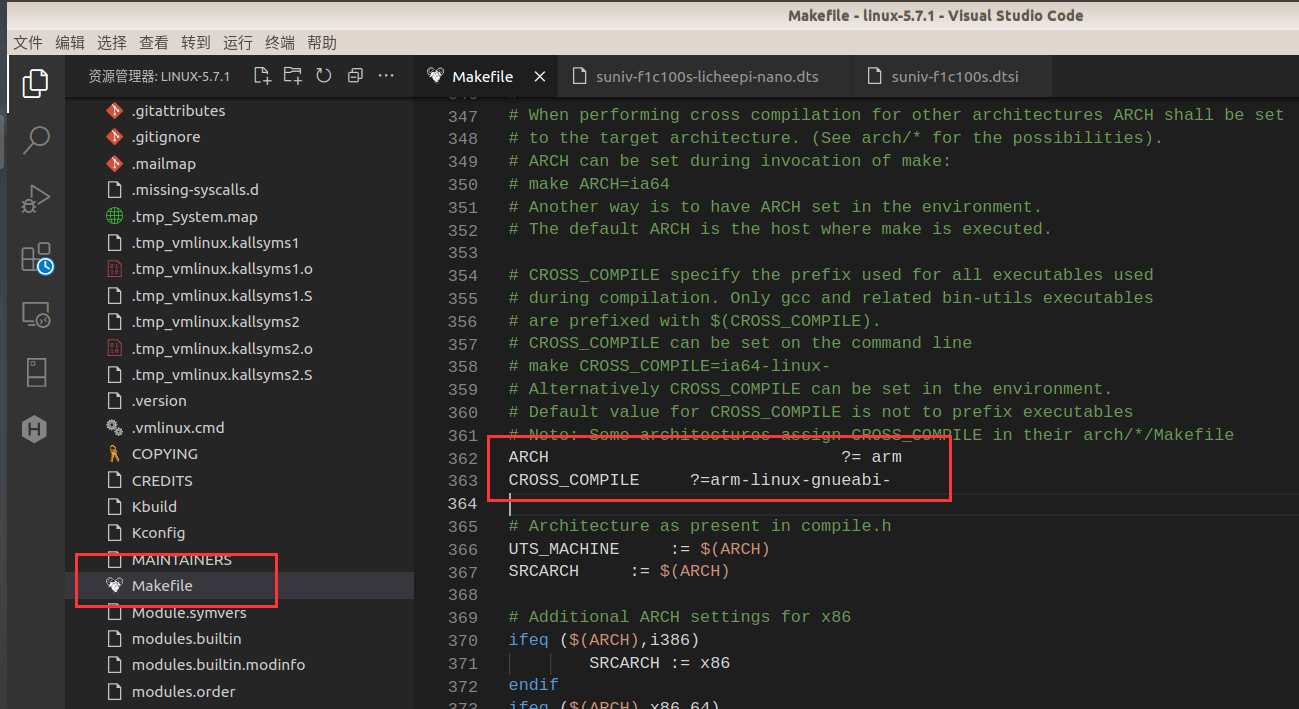 Makefile - linux-5.7.1 - Visual Studio Code
文件 编辑 选择 查看 转到 运行 终端 帮助
资源管理器: LINUX-5.7.1
.gitattributes
.gitignore
.mailmap
.missing-syscalls.d
.tmp_System.map
.tmp_vmlinux.kallsyms1
.tmp_vmlinux.kallsyms1.o
.tmp_vmlinux.kallsyms1.S
.tmp_vmlinux.kallsyms2
.tmp_vmlinux.kallsyms2.o
.tmp_vmlinux.kallsyms2.S
.version
.vmlinux.cmd
COPYING
CREDITS
Kbuild
Kconfig
MAINTAINERS
Makefile
Module.symvers
modules.builtin
modules.builtin.modinfo
modules.order
Makefile
suniv-f1c100s-licheepi-nano.dts
suniv-f1c100s.dtsi
347 # When performing cross compilation for other architectures ARCH shall be set
348 # to the target architecture. (See arch/* for the possibilities).
349 # ARCH can be set during invocation of make:
350 # make ARCH=ia64
351 # Another way is to have ARCH set in the environment.
352 # The default ARCH is the host where make is executed.
353
354 # CROSS_COMPILE specify the prefix used for all executables used
355 # during compilation. Only gcc and related bin-utils executables
356 # are prefixed with $(CROSS_COMPILE).
357 # CROSS_COMPILE can be set on the command line
358 # make CROSS_COMPILE=ia64-linux-
359 # Alternatively CROSS_COMPILE can be set in the environment.
360 # Default value for CROSS_COMPILE is not to prefix executables
361 # Note: Some architectures assign CROSS_COMPILE in their arch/*/Makefile
362 ARCH ?= arm
363 CROSS_COMPILE ?=arm-linux-gnueabi-
364
365 # Architecture as present in compile.h
366 UTS_MACHINE := $(ARCH)
367 SRCARCH := $(ARCH)
368
369 # Additional ARCH settings for x86
370 ifeq ($(ARCH),i386)
371 SRCARCH := x86
372 endif
373 ifeq ($(ARCH),x86_64)